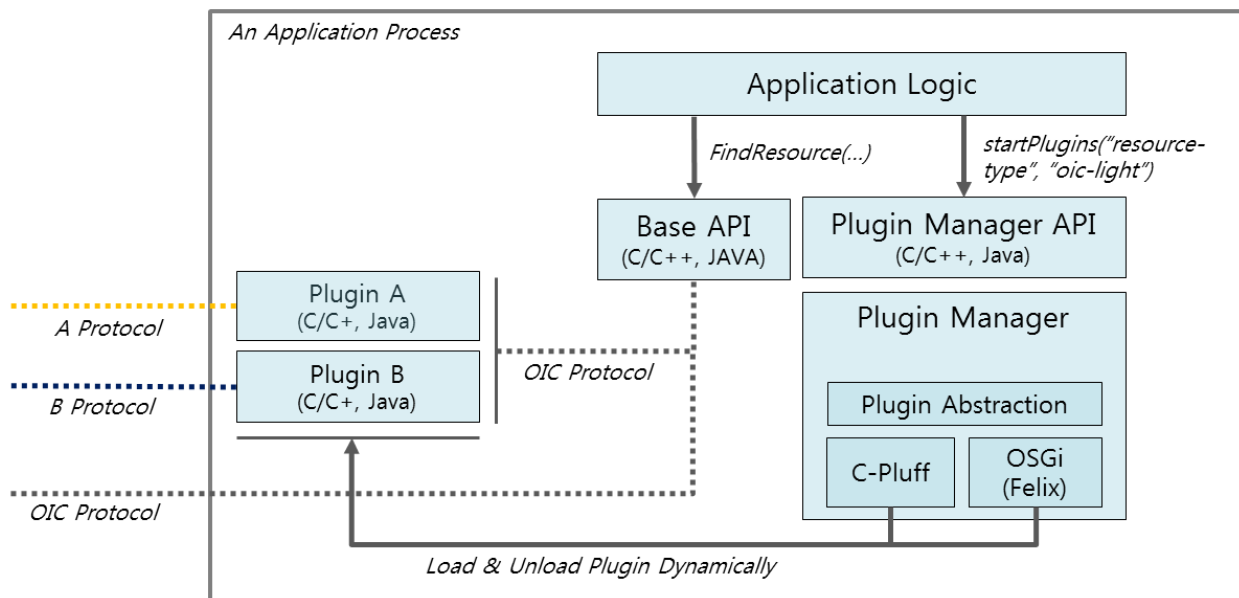 An Application Process
Application Logic
FindResource(...)
startPlugins(“resource-
type”, “oic-light”)
Base API
(C/C++, JAVA)
Plugin Manager API
(C/C++, Java)
Plugin A
(C/C+, Java)
A Protocol
Plugin B
(C/C+, Java)
B Protocol
OIC Protocol
Plugin Manager
Plugin Abstraction
C-Pluff
OSGi
(Felix)
OIC Protocol
Load & Unload Plugin Dynamically